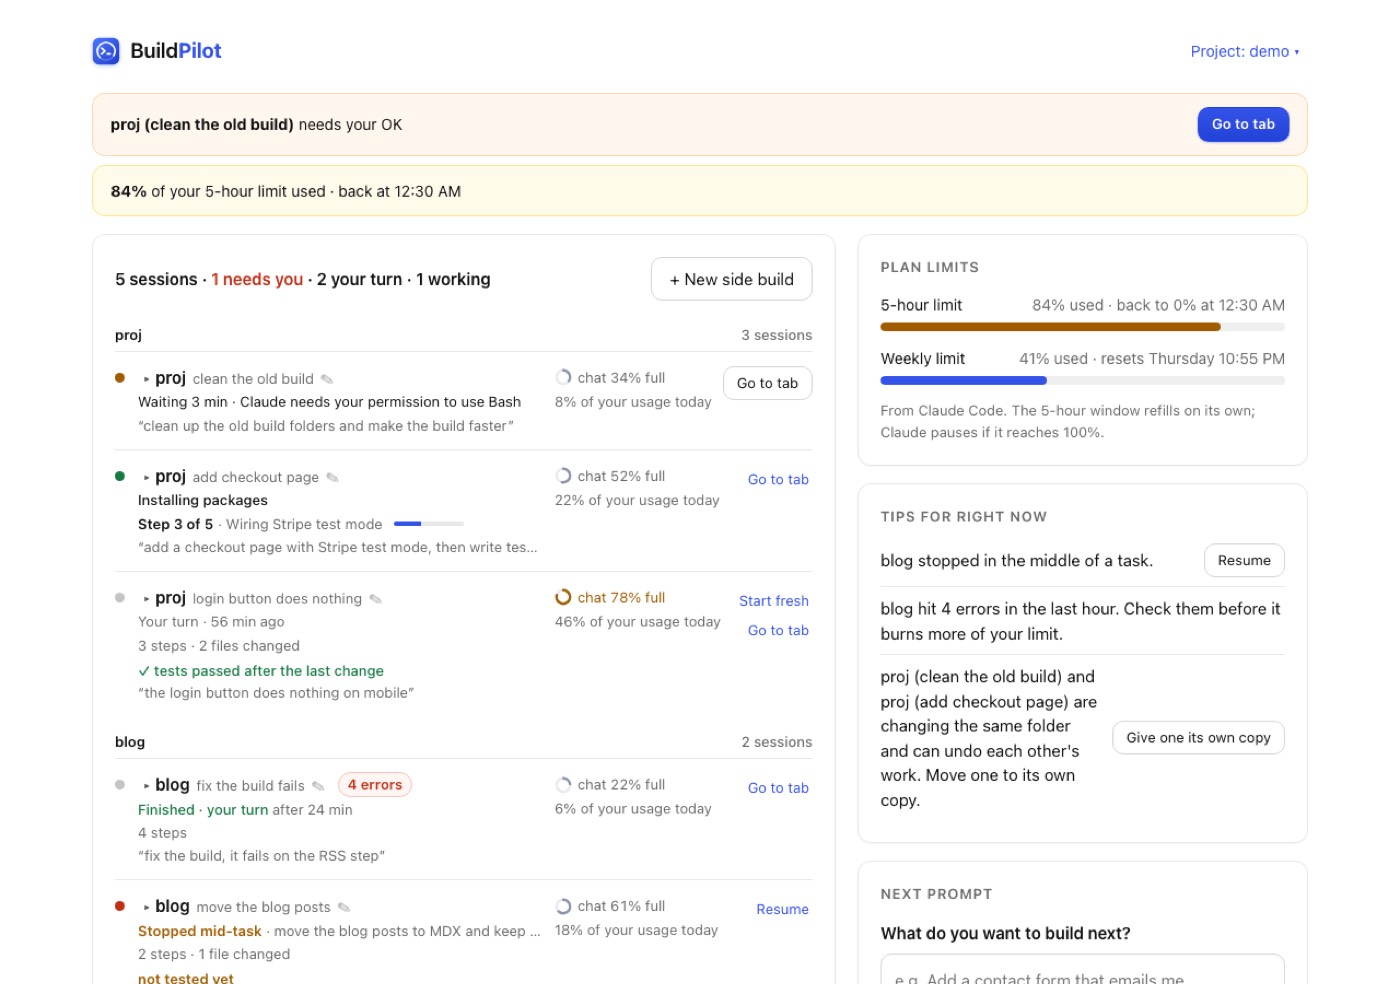 BuildPilot
Project: demo ▾
proj (clean the old build) needs your OK
Go to tab
84% of your 5-hour limit used · back at 12:30 AM
5 sessions · 1 needs you · 2 your turn · 1 working
+ New side build
proj
3 sessions
▸ proj clean the old build ✎
chat 34% full
Go to tab
Waiting 3 min · Claude needs your permission to use Bash
8% of your usage today
“clean up the old build folders and make the build faster”
▸ proj add checkout page ✎
chat 52% full
Go to tab
Installing packages
22% of your usage today
Step 3 of 5 · Wiring Stripe test mode
“add a checkout page with Stripe test mode, then write tes...
▸ proj login button does nothing ✎
chat 78% full
Start fresh
Your turn · 56 min ago
46% of your usage today
Go to tab
3 steps · 2 files changed
✓ tests passed after the last change
“the login button does nothing on mobile”
blog
2 sessions
▸ blog fix the build fails ✎ 4 errors
chat 22% full
Go to tab
Finished · your turn after 24 min
6% of your usage today
4 steps
“fix the build, it fails on the RSS step”
▸ blog move the blog posts ✎
chat 61% full
Resume
Stopped mid-task · move the blog posts to MDX and keep ...
18% of your usage today
2 steps · 1 file changed
not tested yet
PLAN LIMITS
5-hour limit
84% used · back to 0% at 12:30 AM
Weekly limit
41% used · resets Thursday 10:55 PM
From Claude Code. The 5-hour window refills on its own;
Claude pauses if it reaches 100%.
TIPS FOR RIGHT NOW
blog stopped in the middle of a task.
Resume
blog hit 4 errors in the last hour. Check them before it
burns more of your limit.
proj (clean the old build) and
proj (add checkout page) are
changing the same folder
and can undo each other's
work. Move one to its own
copy.
Give one its own copy
NEXT PROMPT
What do you want to build next?
e.g. Add a contact form that emails me